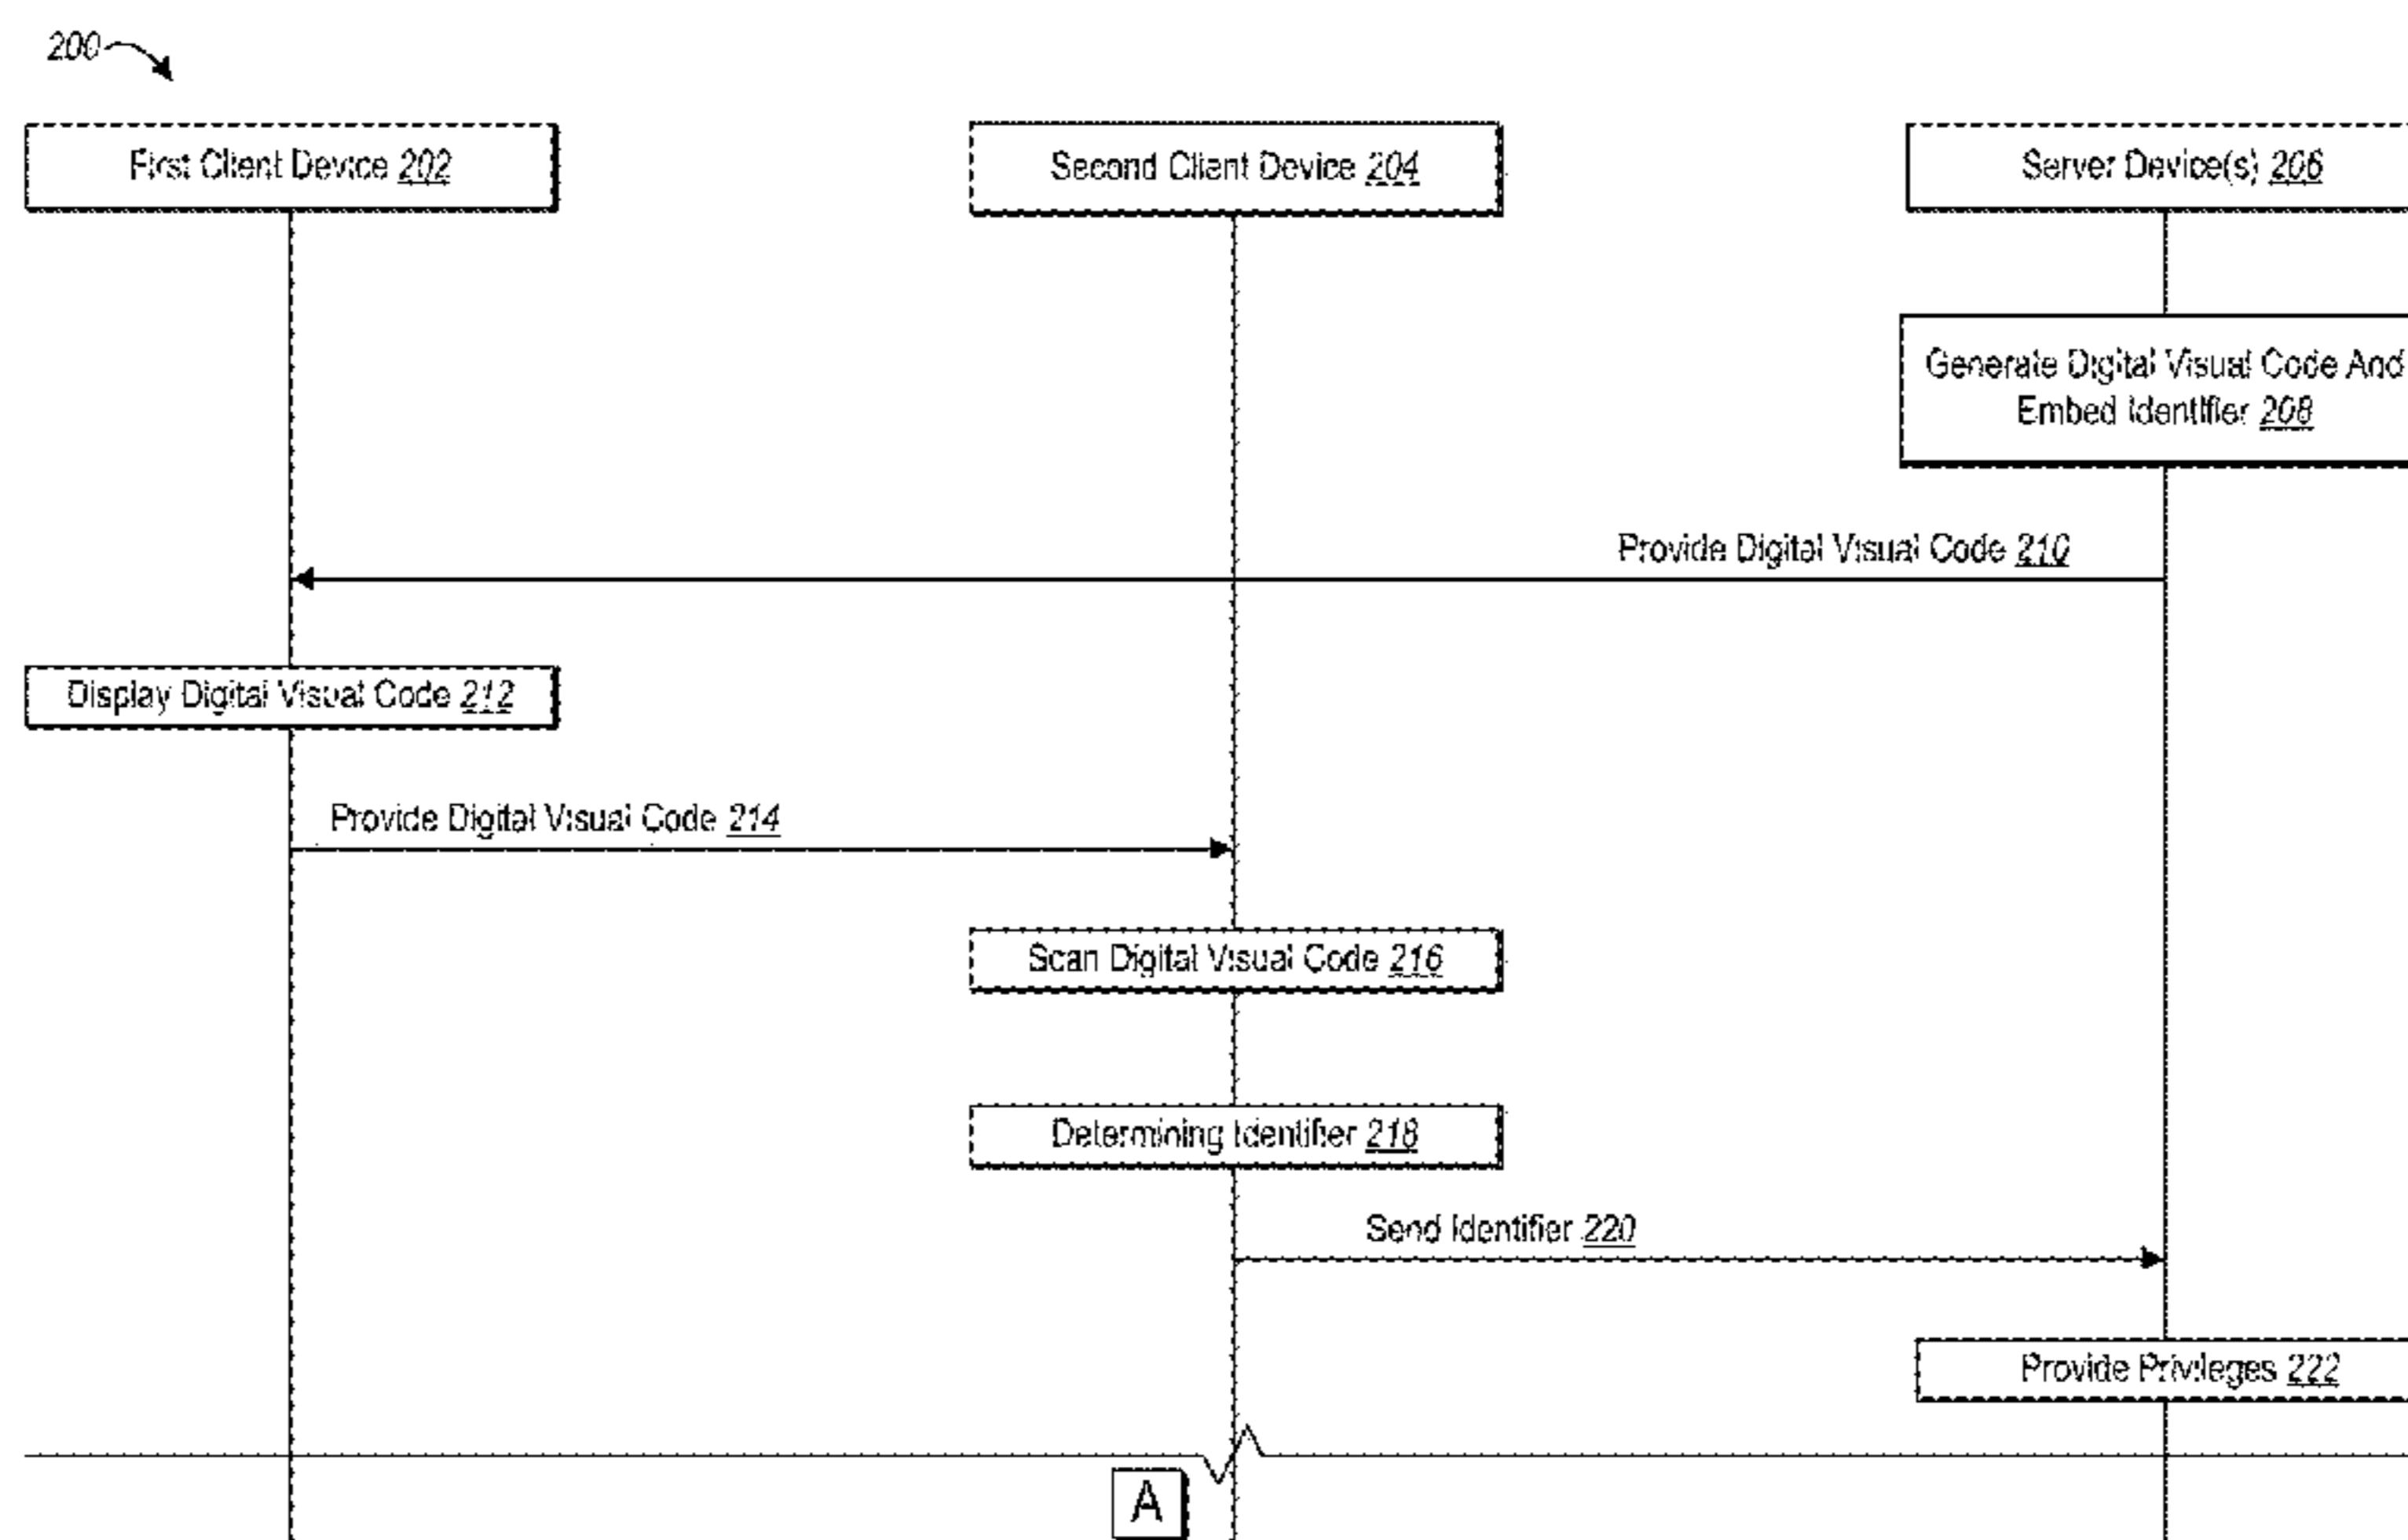 200
First Client Device 202
Second Client Device 204
Server Device(s) 206
Generate Digital Visual Code And
Embed Identifier 208
Provide Digital Visual Code 210
Display Digital Visual Code 212
Provide Digital Visual Code 214
Scan Digital Visual Code 216
Determining Identifier 218
Send Identifier 220
Provide Privileges 222
A